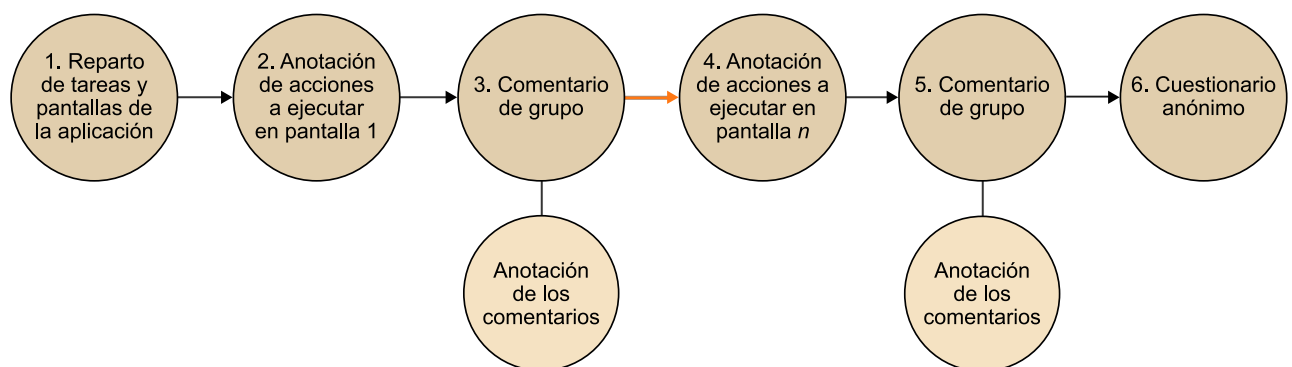 1. Reparto
de tareas y
pantallas de
la aplicación
2. Anotación
de acciones
a ejecutar
en pantalla 1
3. Comentario
de grupo
4. Anotación
de acciones a
ejecutar en
pantalla n
5. Comentario
de grupo
6. Cuestionario
anónimo
Anotación
de los
comentarios
Anotación
de los
comentarios